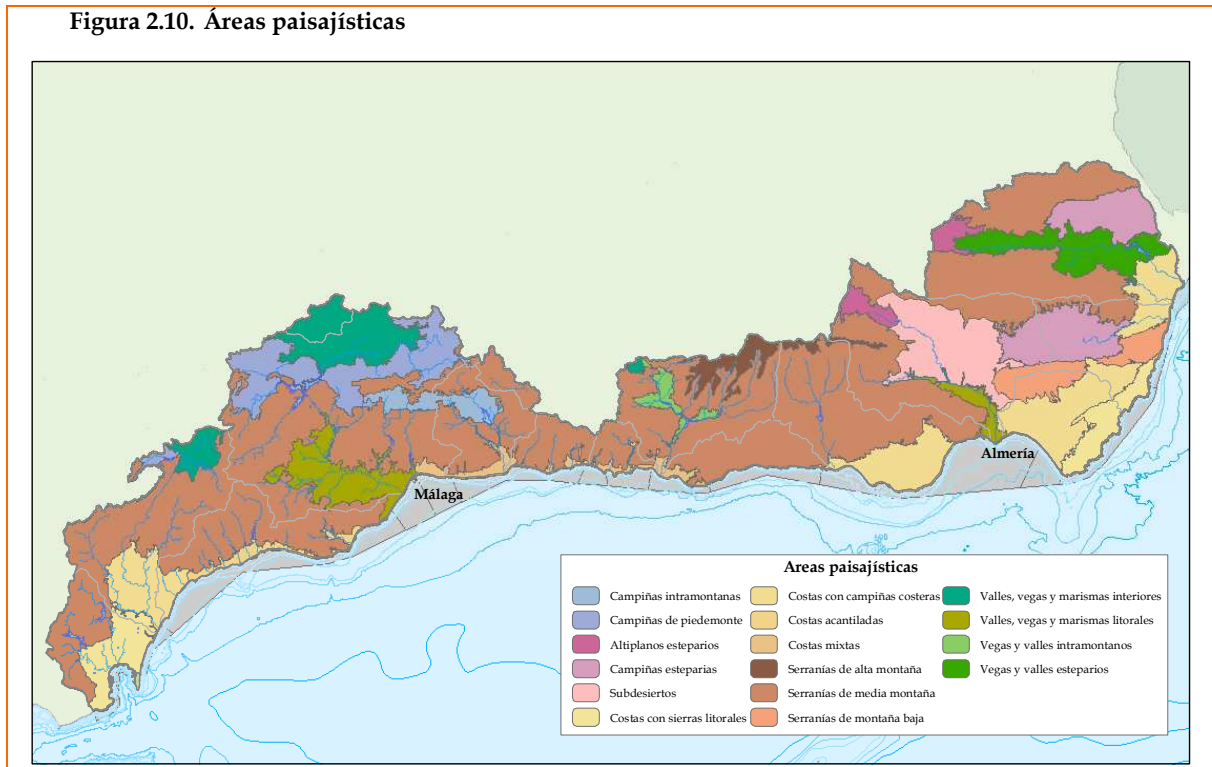 Figura 2.10. Áreas paisajísticas
Almería
Málaga
Areas paisajísticas
Campiñas intramontanas
Campiñas de piedemonte
Altiplanos esteparios
Campiñas esteparias
Subdesiertos
Costas con sierras litorales
Costas con campiñas costeras
Costas acantiladas
Costas mixtas
Serranías de alta montaña
Serranías de media montaña
Serranías de montaña baja
Valles, vegas y marismas interiores
Valles, vegas y marismas litorales
Vegas y valles intramontanos
Vegas y valles esteparios